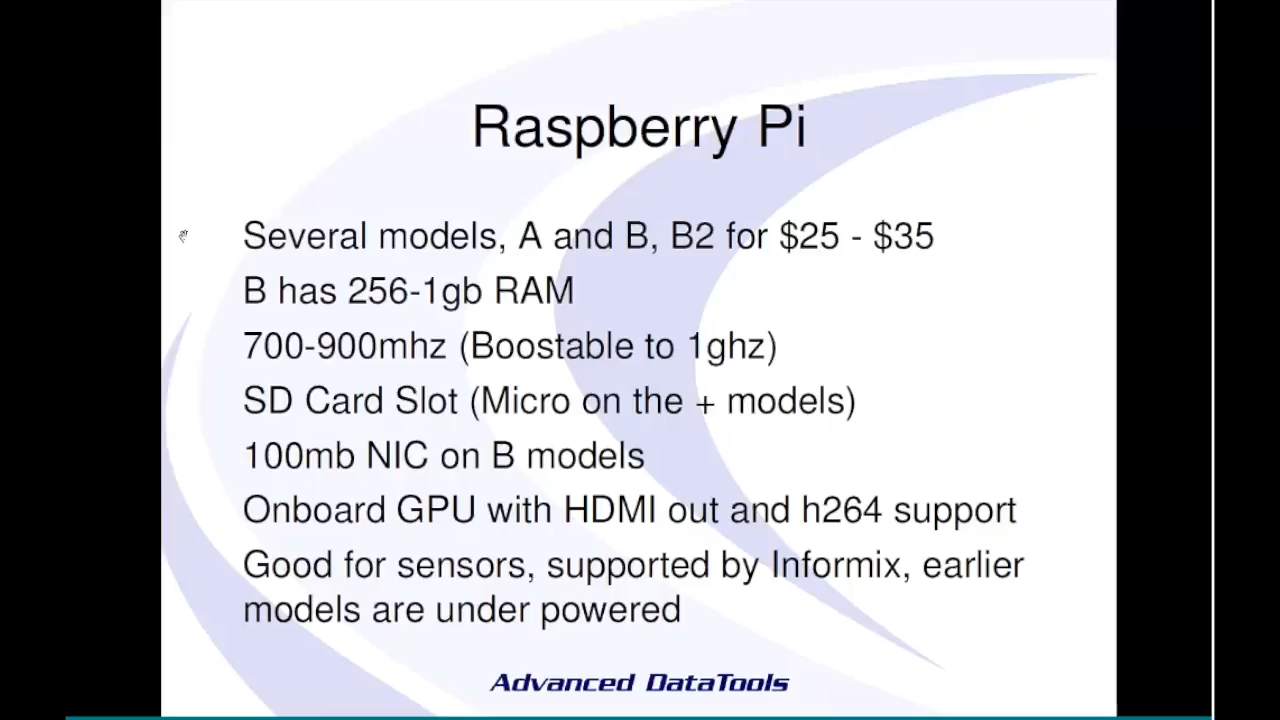 Raspberry Pi
Several models, A and B, B2 for $25 - $35
B has 256-1gb RAM
700-900mhz (Boostable to 1ghz)
SD Card Slot (Micro on the + models)
100mb NIC on B models
Onboard GPU with HDMI out and h264 support
Good for sensors, supported by Informix, earlier
models are under powered
Advanced DataTools